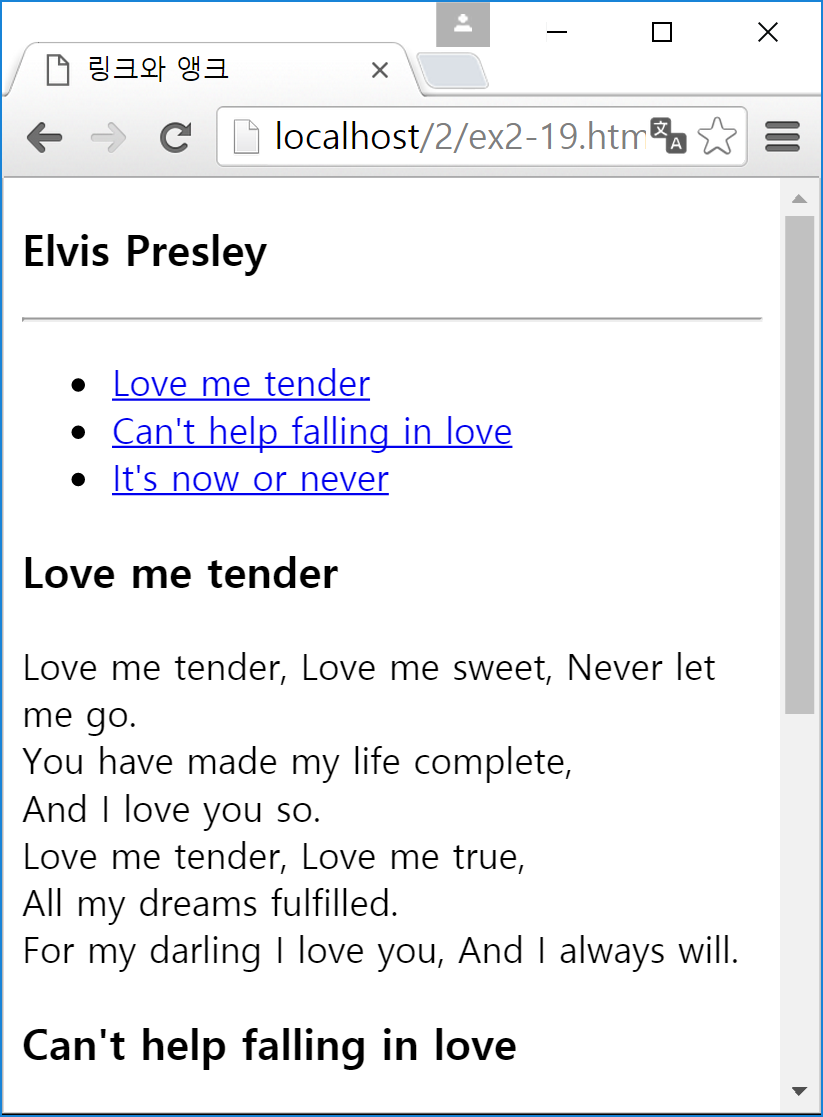 링크와 앵크
localhost/2/ex2-19.htm
Elvis Presley
Love me tender
Can't help falling in love
It's now or never
Love me tender
Love me tender, Love me sweet, Never let
me go.
You have made my life complete,
And I love you so.
Love me tender, Love me true,
All my dreams fulfilled.
For my darling I love you, And I always will.
Can't help falling in love